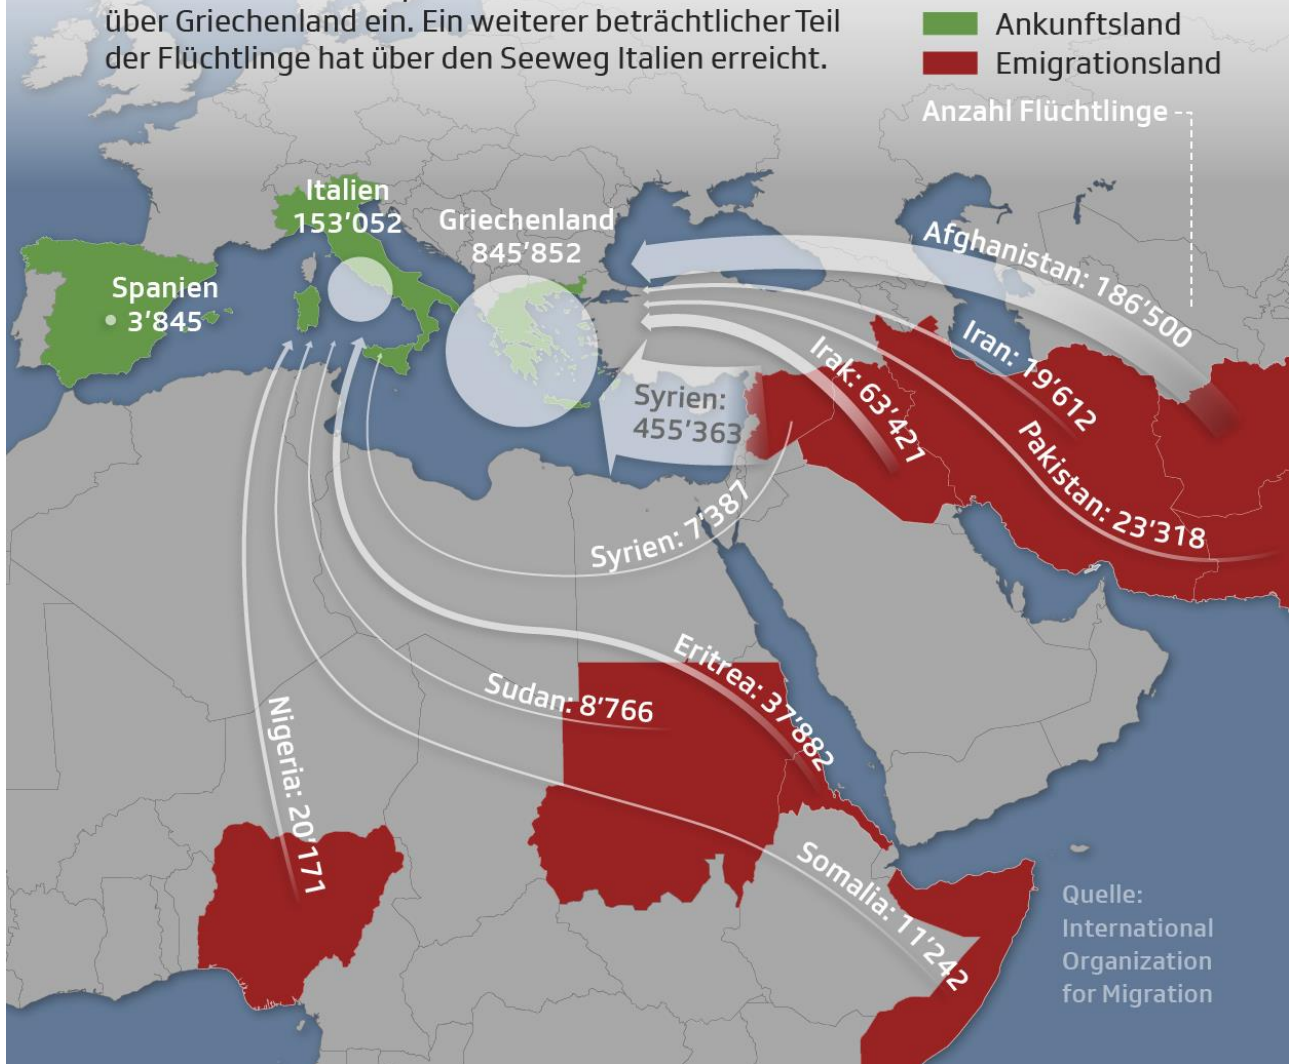 über Griechenland ein. Ein weiterer beträchtlicher Teil
der Flüchtlinge hat über den Seeweg Italien erreicht.
Ankunftsland
Emigrationsland
Anzahl Flüchtlinge
Italien
153’052
Griechenland
845’852
Spanien
3’845
Afghanistan: 186’500
Iran: 19’612
Irak: 63’421
Pakistan: 23’318
Syrien:
455’363
Syrien: 7’387
Eritrea: 37’882
Sudan: 8’766
Nigeria: 20’171
Somalia: 11’242
Quelle:
International
Organization
for Migration